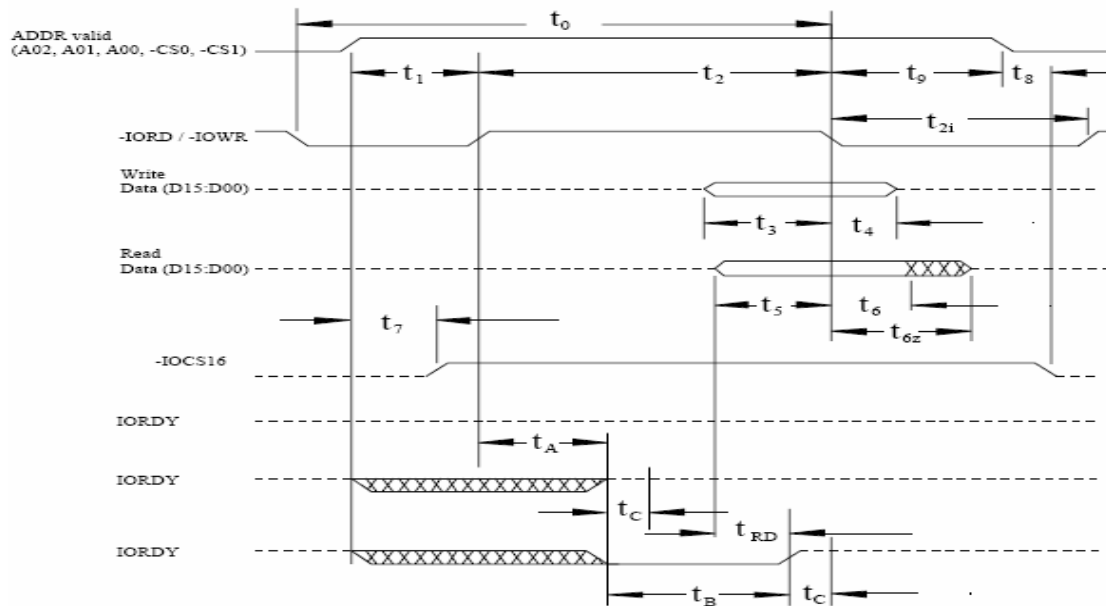 t0
ADDR valid
(A02, A01, A00, -CS0, -CS1)
t1
t2
t9
t8
-IORD / -IOWR
t2i
Write
Data (D15:D00)
t3
t4
Read
Data (D15:D00)
t5
t6
t7
t6z
-IOCS16
IORDY
tA
IORDY
tC
tRD
IORDY
tB
tC